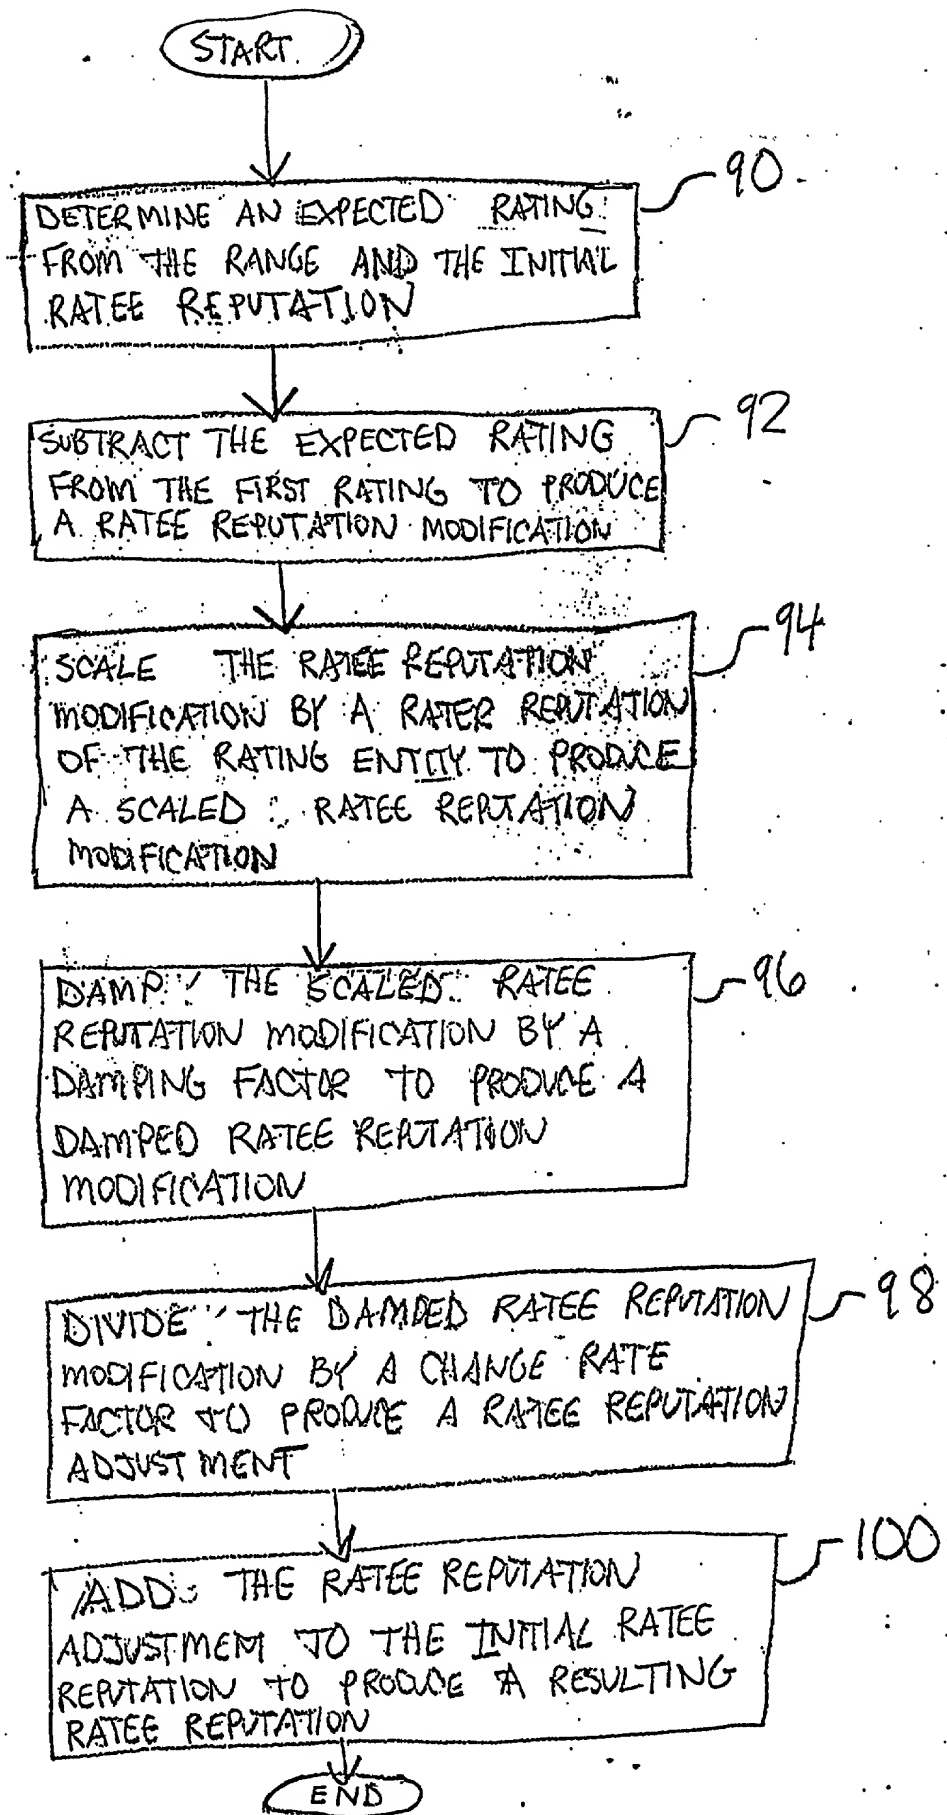 START.
90
DETERMINE AN EXPECTED RATING
FROM THE RANGE AND THE INITIAL
RATEE REPUTATION
92
SUBTRACT THE EXPECTED RATING
FROM THE FIRST RATING TO PRODUCE
A RATEE REPUTATION MODIFICATION
94
SCALE THE RATEE REPUTATION
MODIFICATION BY A RATER REPUTATION
OF THE RATING ENTITY TO PRODUCE
A SCALED RATEE REPUTATION
MODIFICATION
96
DAMP THE SCALED RATEE
REPUTATION MODIFICATION BY A
DAMPING FACTOR TO PRODUCE A
DAMPED RATEE REPUTATION
MODIFICATION
98
DIVIDE THE DAMPED RATEE REPUTATION
MODIFICATION BY A CHANGE RATE
FACTOR TO PRODUCE A RATEE REPUTATION
ADJUSTMENT
100
ADD THE RATEE REPUTATION
ADJUSTMENT TO THE INITIAL RATEE
REPUTATION TO PRODUCE A RESULTING
RATEE REPUTATION
END